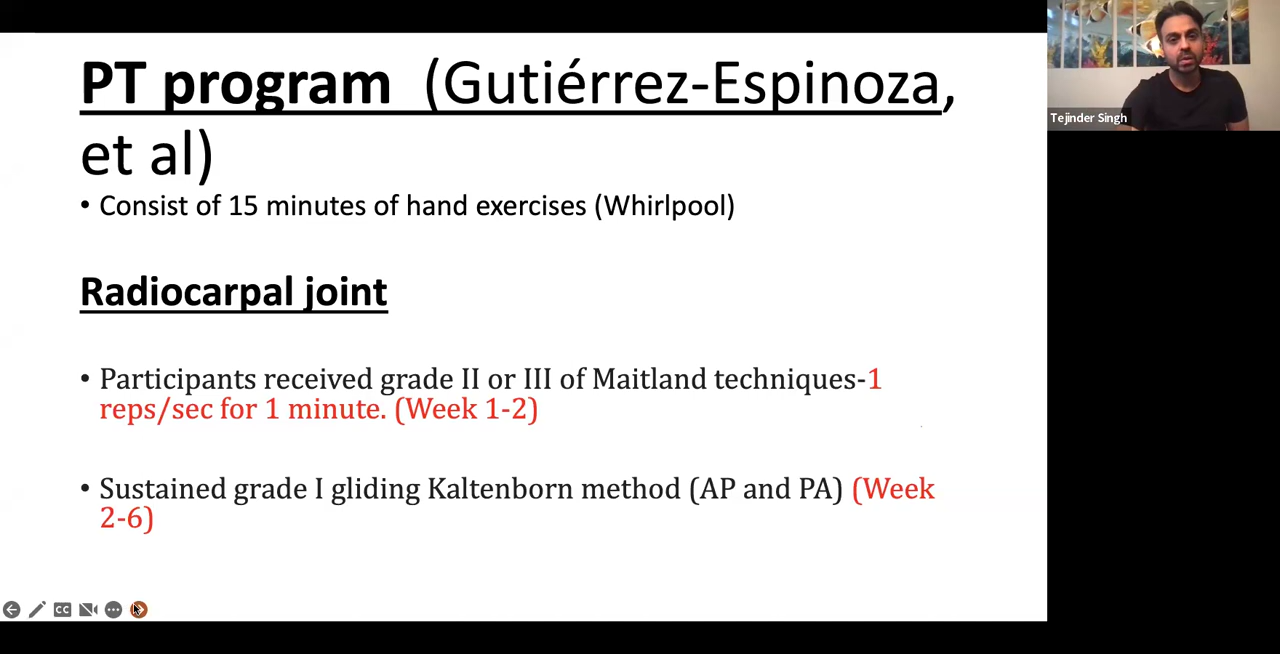 PT program (Gutiérrez-Espinoza,
et al)
• Consist of 15 minutes of hand exercises (Whirlpool)
Radiocarpal joint
• Participants received grade II or III of Maitland techniques-1
reps/sec for 1 minute. (Week 1-2)
• Sustained grade I gliding Kaltenborn method (AP and PA) (Week
2-6)
CC
Tejinder Singh